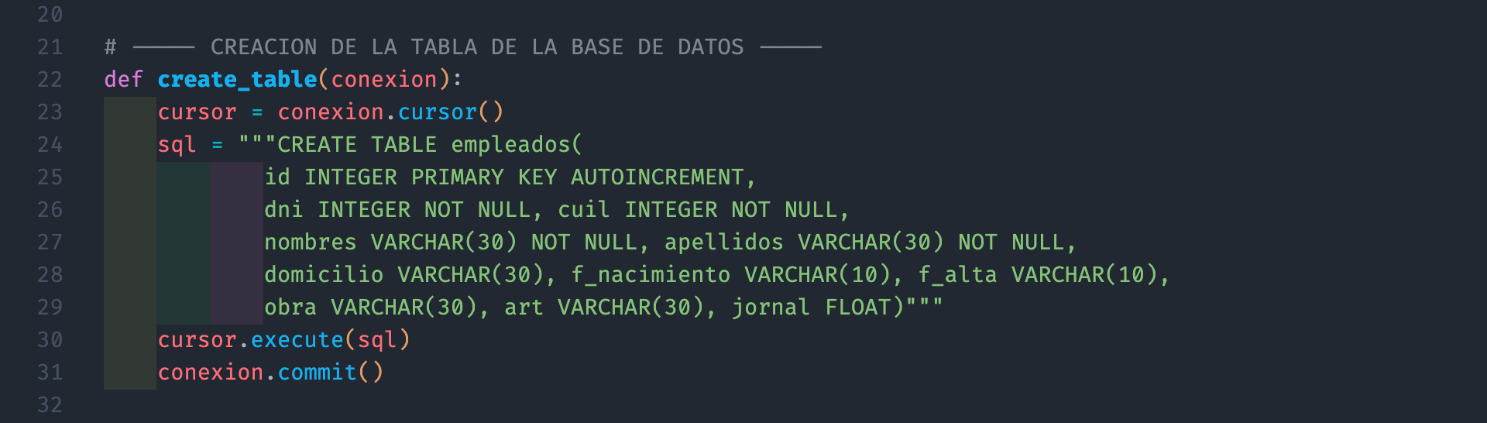 20
21 # ----- CREACION DE LA TABLA DE LA BASE DE DATOS -----
22 def create_table(conexion):
23     cursor = conexion.cursor()
24     sql = """CREATE TABLE empleados(
25             id INTEGER PRIMARY KEY AUTOINCREMENT,
26             dni INTEGER NOT NULL, cuil INTEGER NOT NULL,
27             nombres VARCHAR(30) NOT NULL, apellidos VARCHAR(30) NOT NULL,
28             domicilio VARCHAR(30), f_nacimiento VARCHAR(10), f_alta VARCHAR(10),
29             obra VARCHAR(30), art VARCHAR(30), jornal FLOAT)"""
30     cursor.execute(sql)
31     conexion.commit()
32